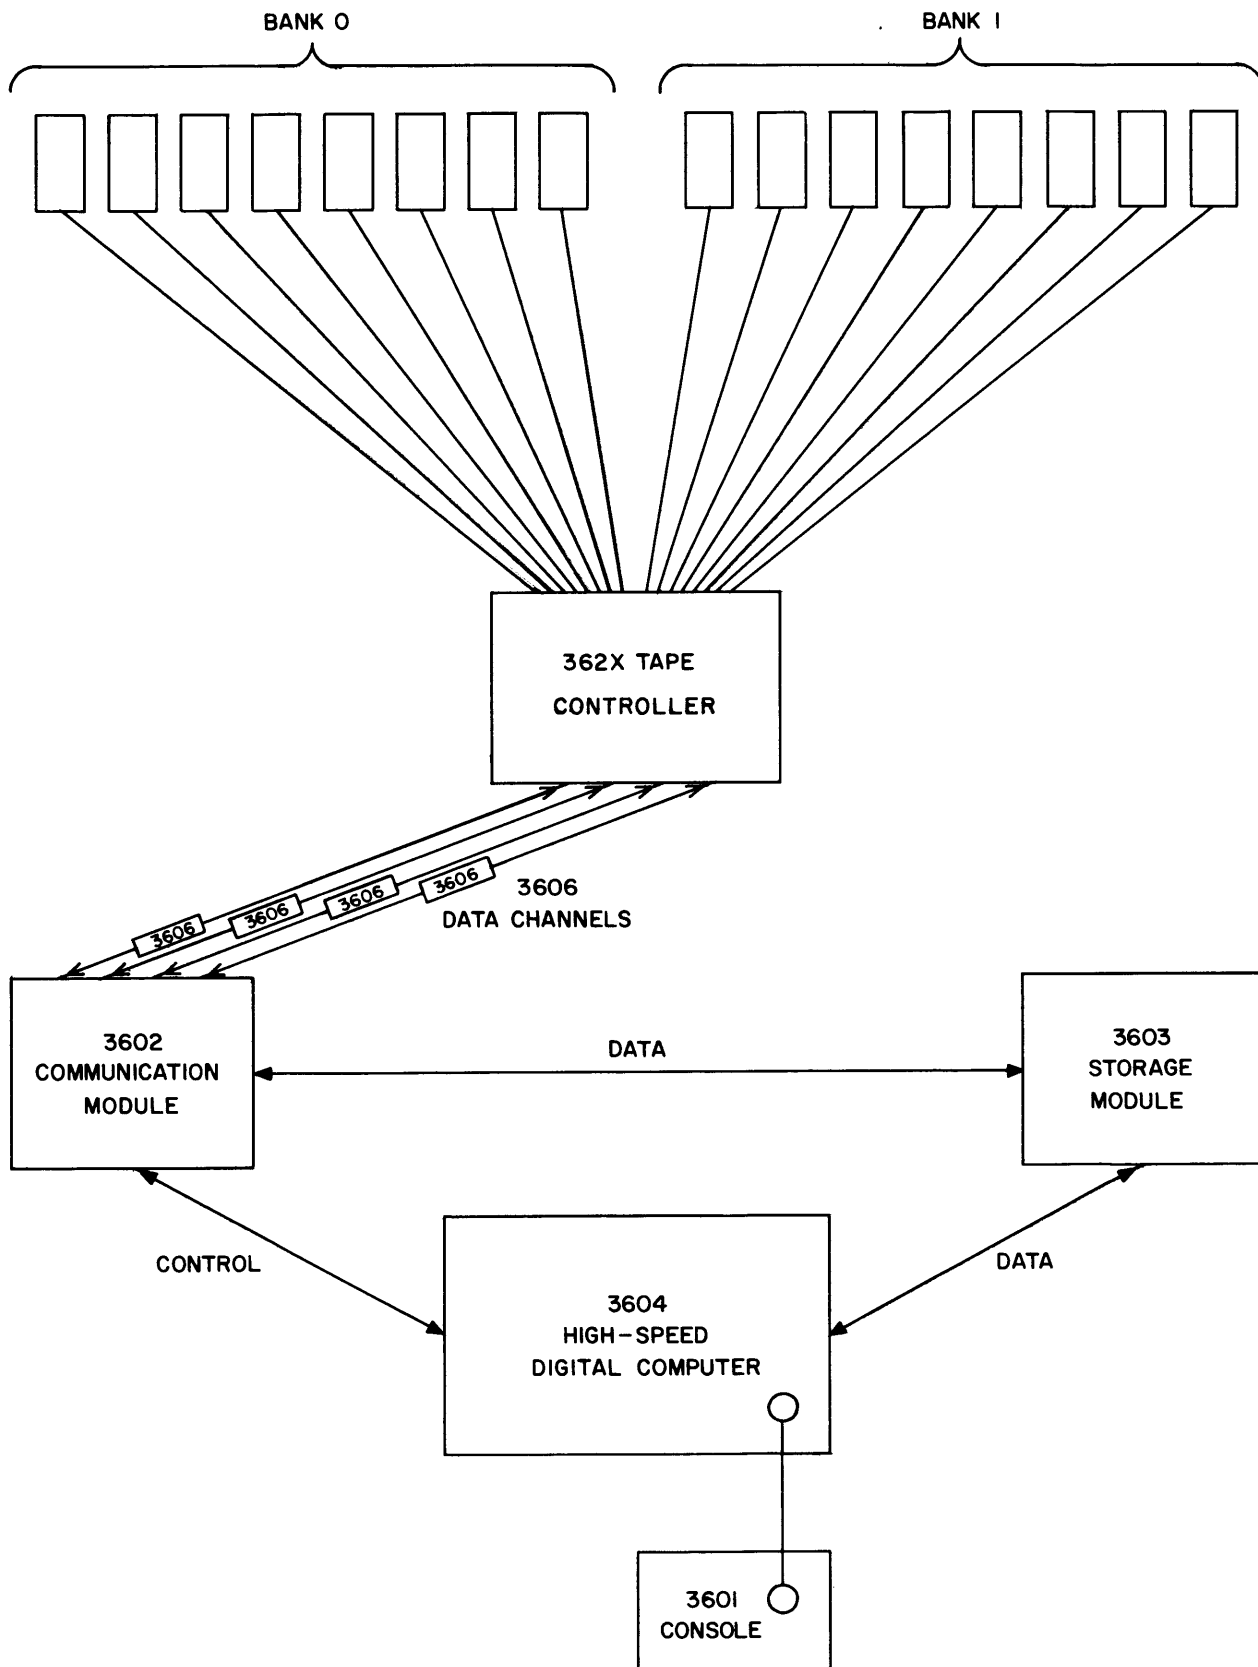 BANK 0
BANK 1
362X TAPE
CONTROLLER
3606
3606
3606
3606
3606
DATA CHANNELS
3602
COMMUNICATION
MODULE
DATA
3603
STORAGE
MODULE
CONTROL
DATA
3604
HIGH-SPEED
DIGITAL COMPUTER
3601
CONSOLE